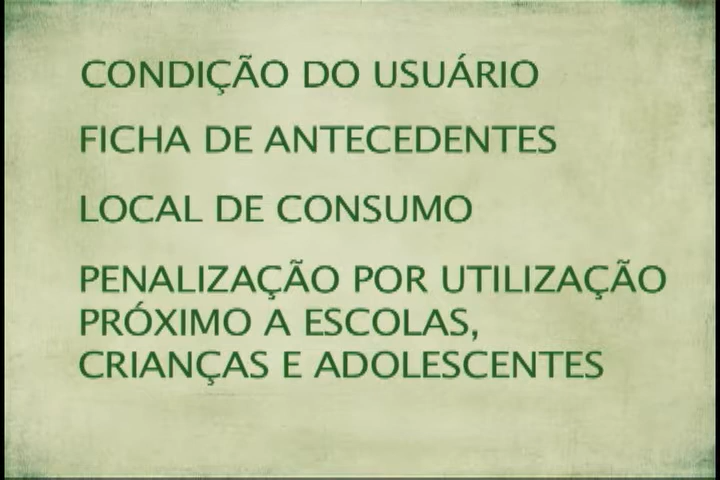 CONDIÇÃO DO USUÁRIO
FICHA DE ANTECEDENTES
LOCAL DE CONSUMO
PENALIZAÇÃO POR UTILIZAÇÃO
PRÓXIMO A ESCOLAS,
CRIANÇAS E ADOLESCENTES